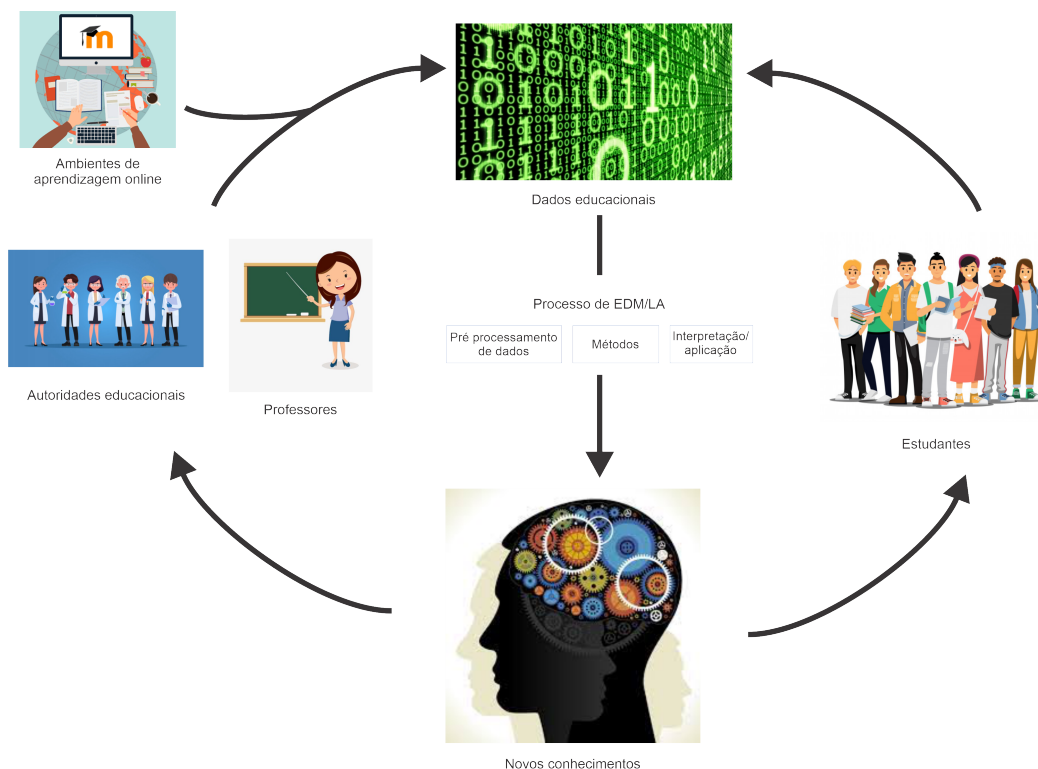 m
Ambientes de
aprendizagem online
Dados educacionais
Processo de EDM/LA
Pré processamento
de dados
Métodos
Interpretação/
aplicação
Autoridades educacionais
Professores
Estudantes
Novos conhecimentos